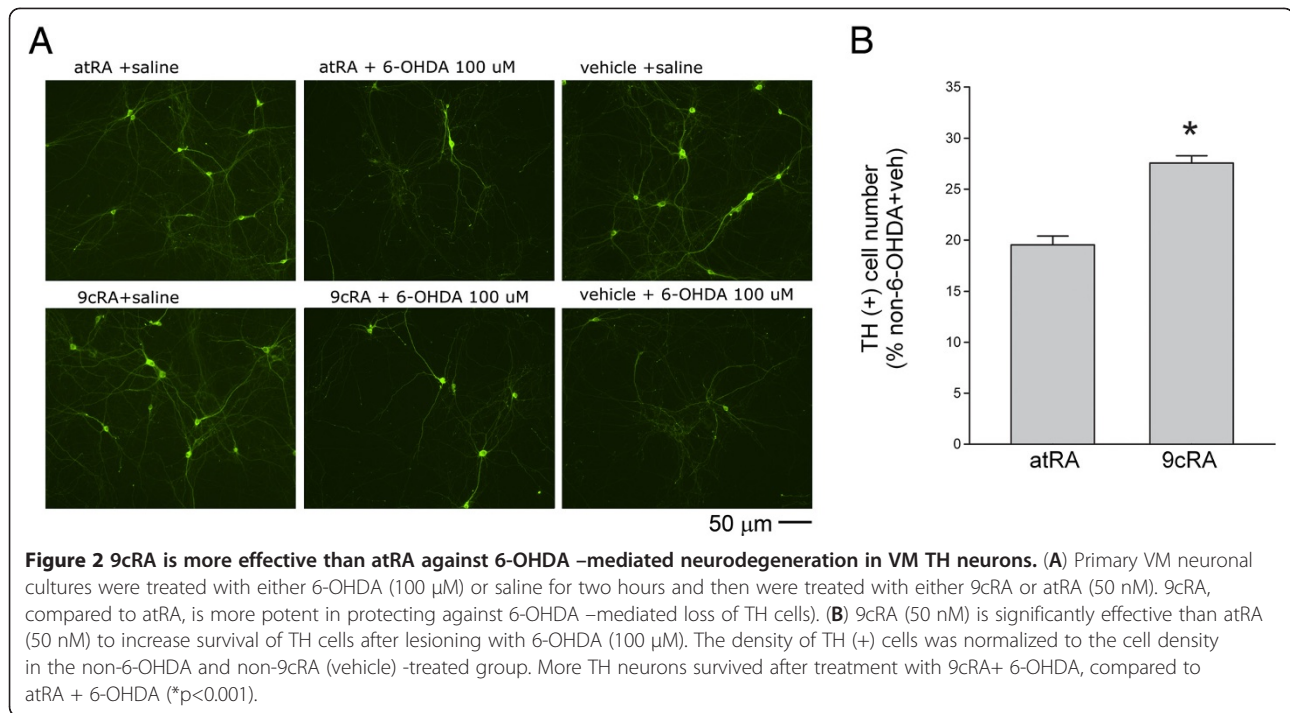 A
B
atRA +saline
atRA + 6-OHDA 100 uM
vehicle +saline
9cRA+saline
9cRA + 6-OHDA 100 uM
vehicle + 6-OHDA 100 uM
50 µm
TH (+) cell number
(% non-6-OHDA+veh)
35
30
25
20
15
10
5
0
*
atRA
9cRA
Figure 2 9cRA is more effective than atRA against 6-OHDA –mediated neurodegeneration in VM TH neurons. (A) Primary VM neuronal
cultures were treated with either 6-OHDA (100 µM) or saline for two hours and then were treated with either 9cRA or atRA (50 nM). 9cRA,
compared to atRA, is more potent in protecting against 6-OHDA –mediated loss of TH cells). (B) 9cRA (50 nM) is significantly effective than atRA
(50 nM) to increase survival of TH cells after lesioning with 6-OHDA (100 µM). The density of TH (+) cells was normalized to the cell density
in the non-6-OHDA and non-9cRA (vehicle) -treated group. More TH neurons survived after treatment with 9cRA+ 6-OHDA, compared to
atRA + 6-OHDA (*p<0.001).